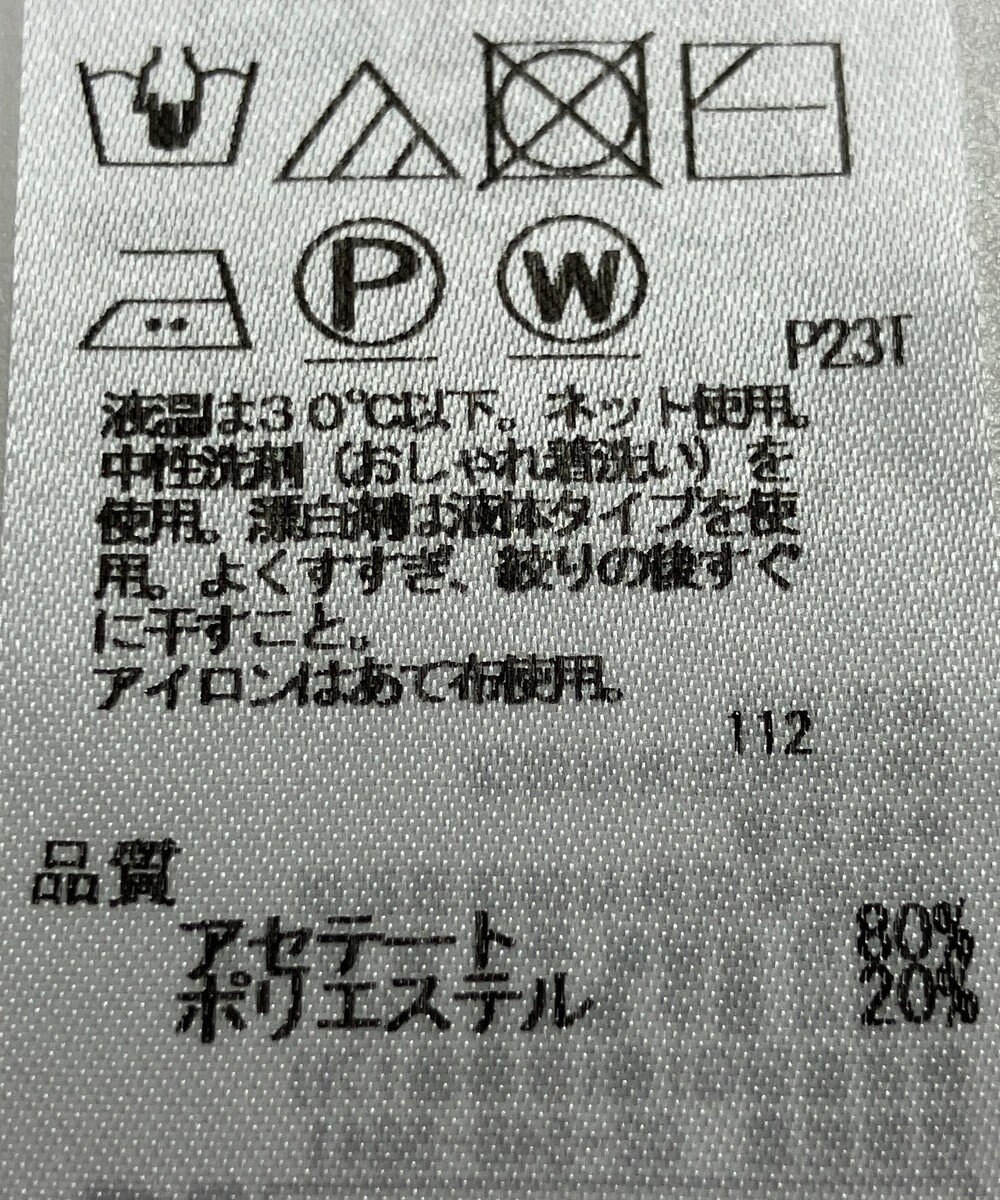 P W
P23T
液温は30℃以下。ネット使用。
中性洗剤(おしゃれ着洗い)を
使用。漂白剤は液体タイプを使
用。よくすすぎ、絞りの後すぐ
に干すこと。
アイロンはあて布使用。
112
品質
アセテート 80%
ポリエステル 20%